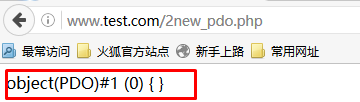 www.test.com/2new_pdo.php
最常访问 火狐官方站点 新手上路 常用网址
object(PDO)#1 (0) { }